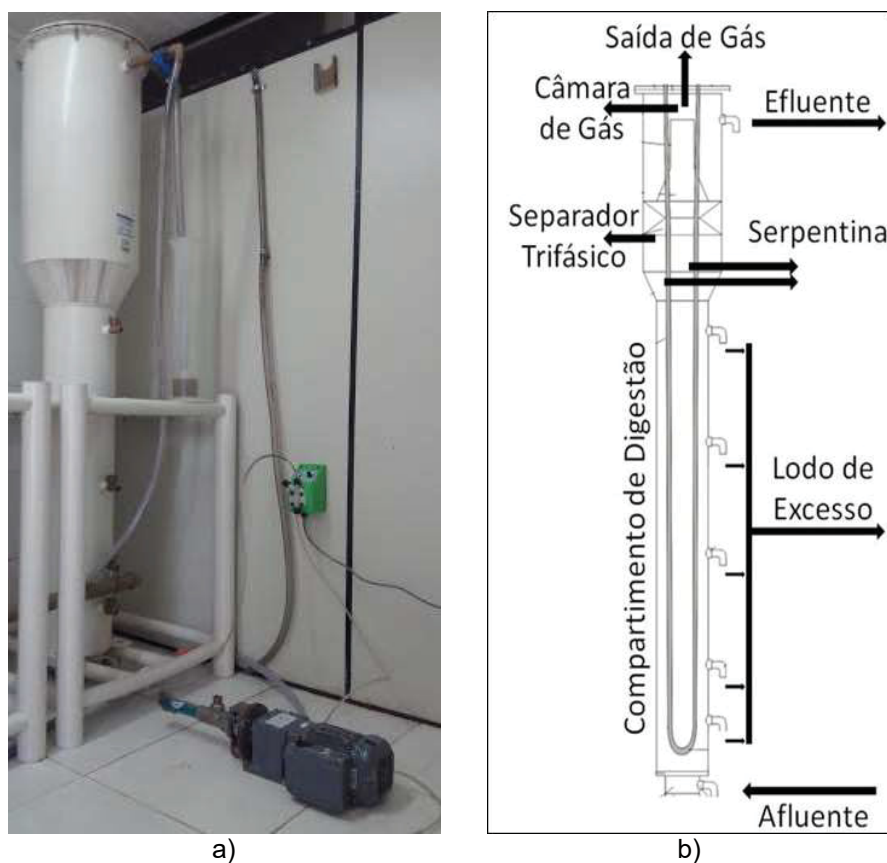 Saída de Gás
Câmara
de Gás
Efluente
Separador
Trifásico
Serpentina
Compartimento de Digestão
Lodo de
Excesso
Afluente
a)
b)